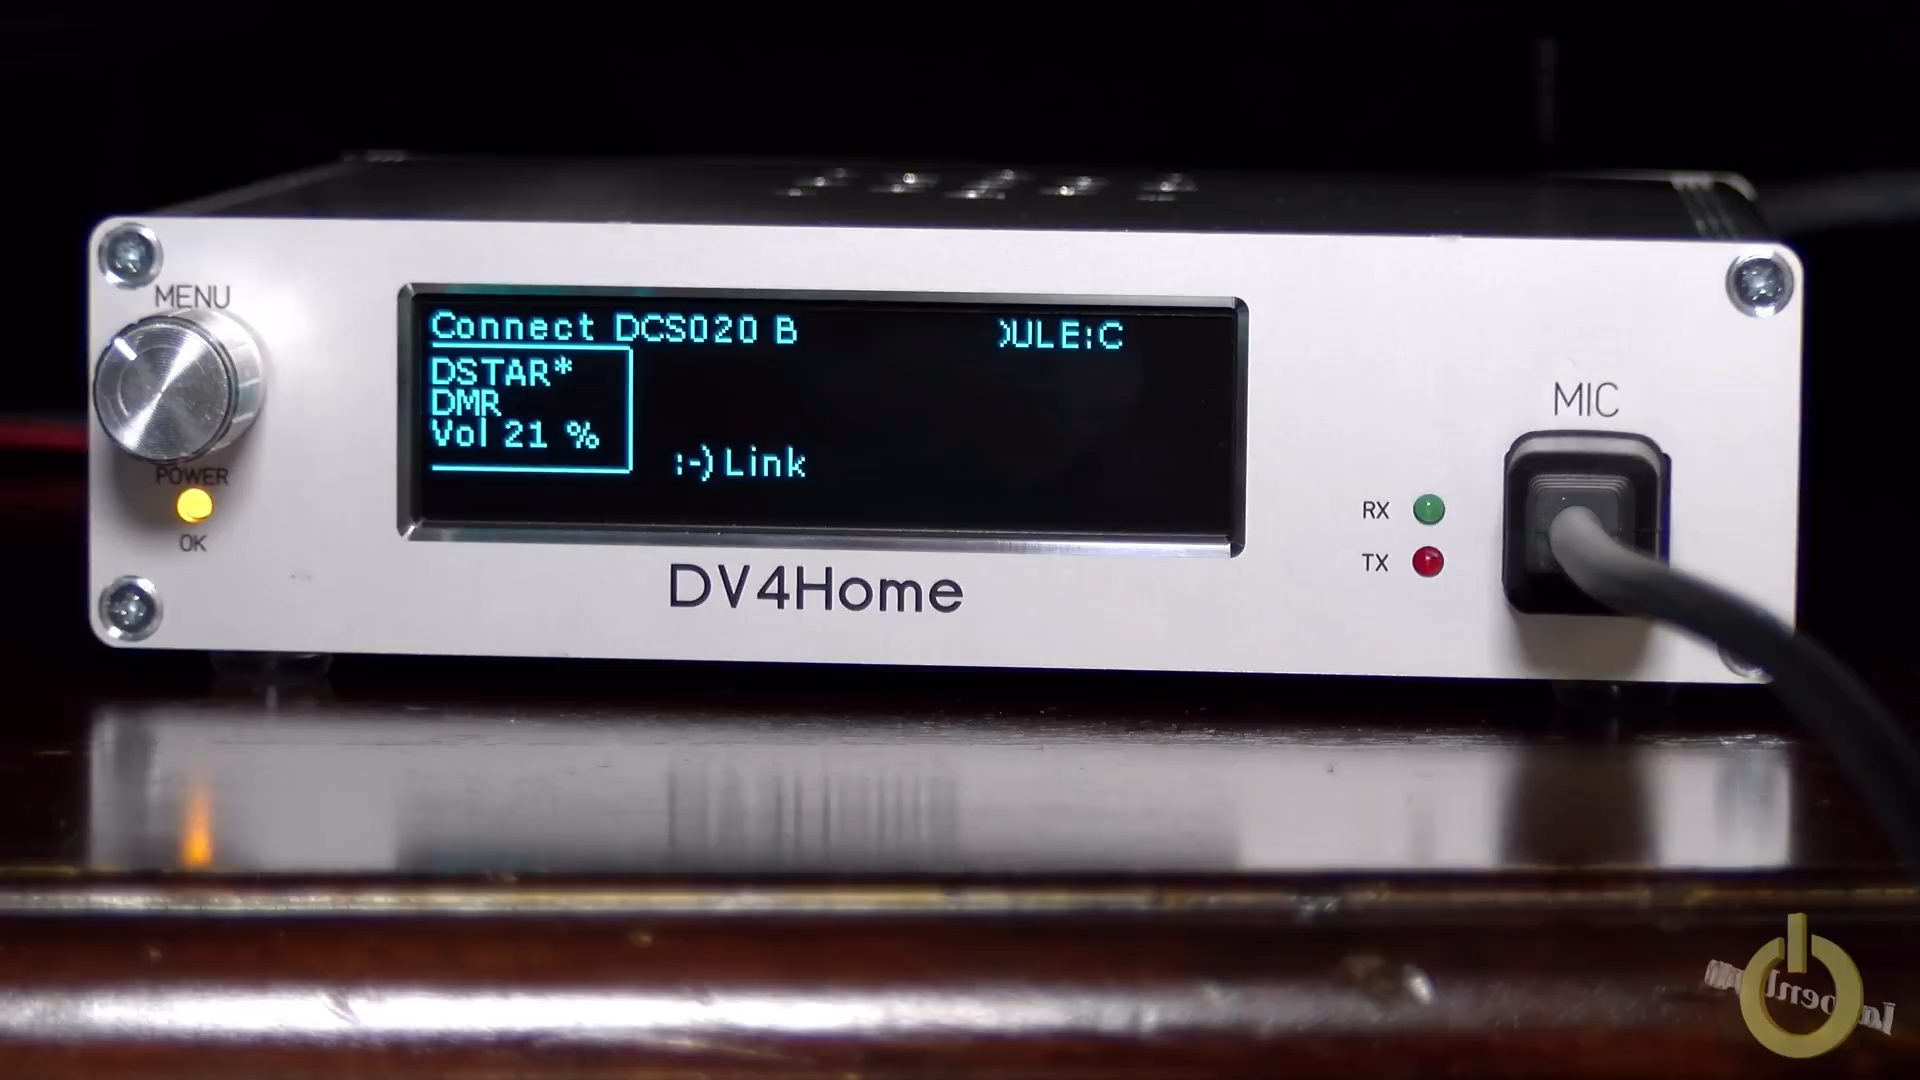 MENU
Connect DCS020 B
ULE:C
DSTAR*
DMR
Vol 21 %
:-) Link
POWER
OK
MIC
RX
TX
DV4Home